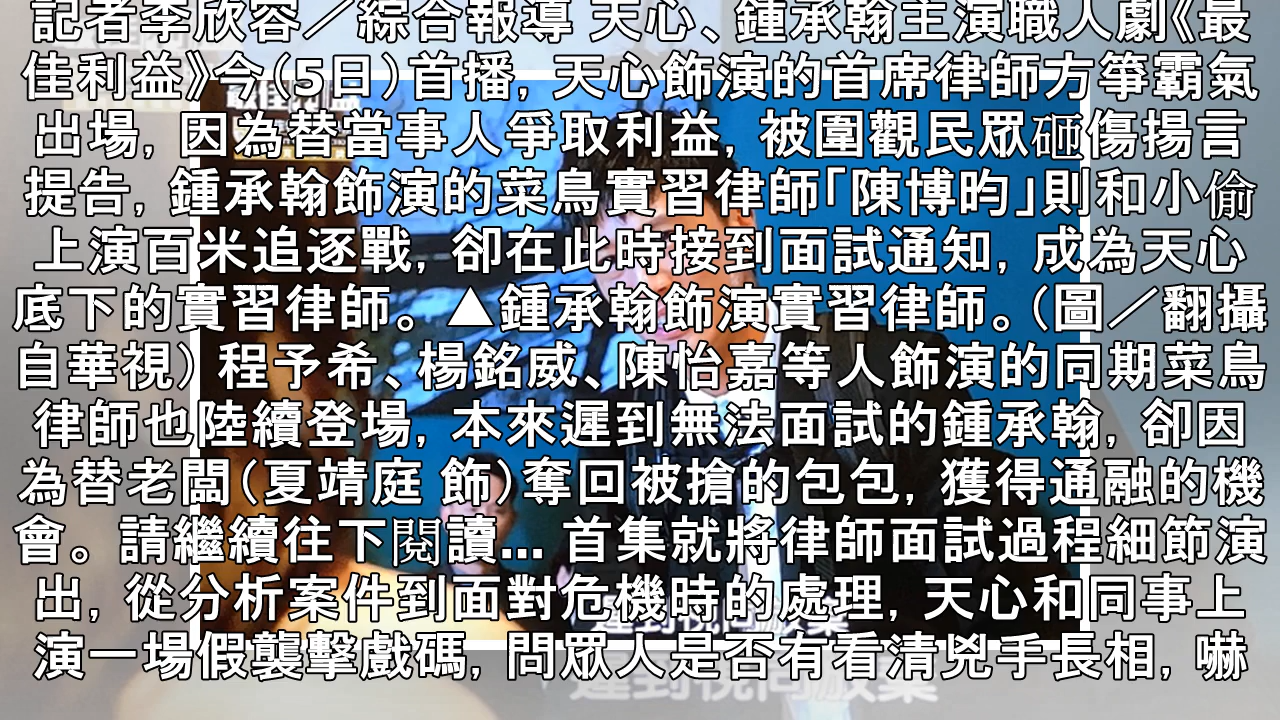 記者李欣容／綜合報導 天心、鍾承翰主演職人劇《最
佳利益》今(5日)首播, 天心飾演的首席律師方箏霸氣
出場, 因為替當事人爭取利益, 被圍觀民眾砸傷揚言
提告, 鍾承翰飾演的菜鳥實習律師「陳博昀」則和小偷
上演百米追逐戰, 卻在此時接到面試通知, 成為天心
底下的實習律師。 ▲鍾承翰飾演實習律師。(圖／翻攝
自華視) 程予希、楊銘威、陳怡嘉等人飾演的同期菜鳥
律師也陸續登場, 本來遲到無法面試的鍾承翰, 卻因
為替老闆(夏靖庭 飾)奪回被搶的包包, 獲得通融的機
會。請繼續往下閱讀... 首集就將律師面試過程細節演
出, 從分析案件到面對危機時的處理, 天心和同事上
演一場假襲擊戲碼, 問眾人是否有看清兇手長相, 嚇